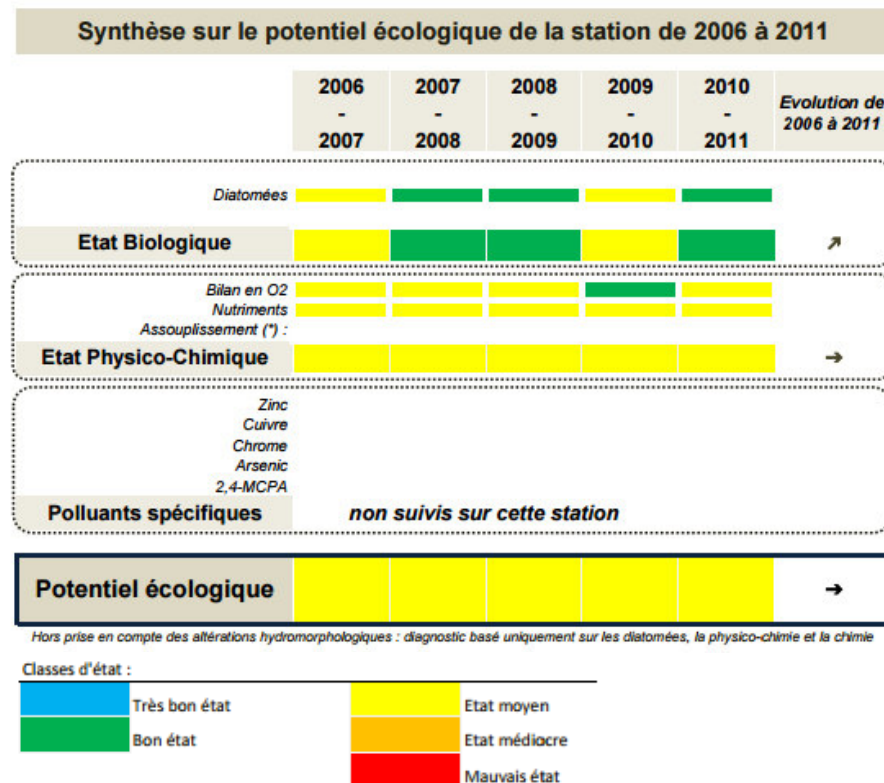 Synthèse sur le potentiel écologique de la station de 2006 à 2011
2006 - 2007
2007 - 2008
2008 - 2009
2009 - 2010
2010 - 2011
Evolution de 2006 à 2011
Diatomées
Etat Biologique
Bilan en O2
Nutriments
Assouplissement (*) :
Etat Physico-Chimique
Zinc
Cuivre
Chrome
Arsenic
2,4-MCPA
Polluants spécifiques non suivis sur cette station
Potentiel écologique
Hors prise en compte des altérations hydromorphologiques : diagnostic basé uniquement sur les diatomées, la physico-chimie et la chimie
Classes d'état :
Très bon état
Etat moyen
Bon état
Etat médiocre
Mauvais état